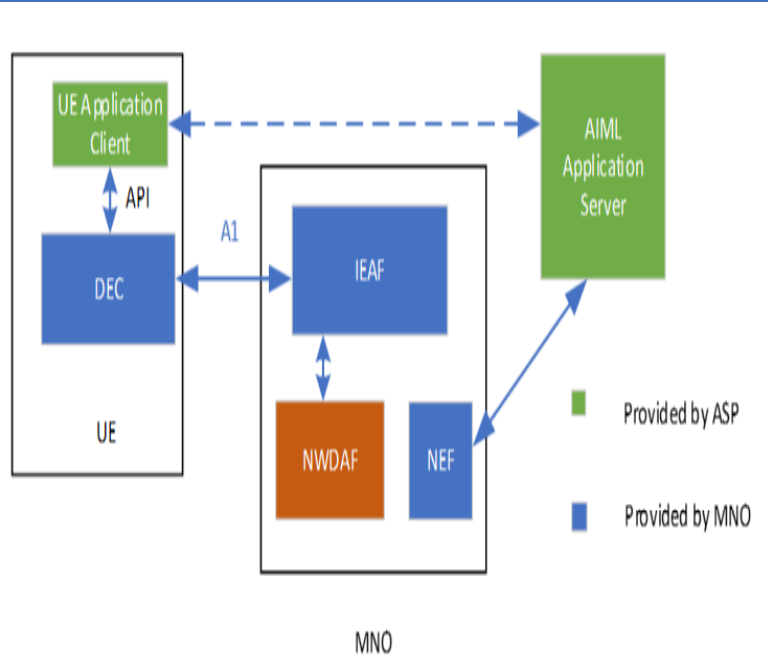 UE Application
Client
API
DEC
UE
A1
IEAF
NWDAF
NEF
MNO
AIML
Application
Server
Provided by ASP
Provided by MNO